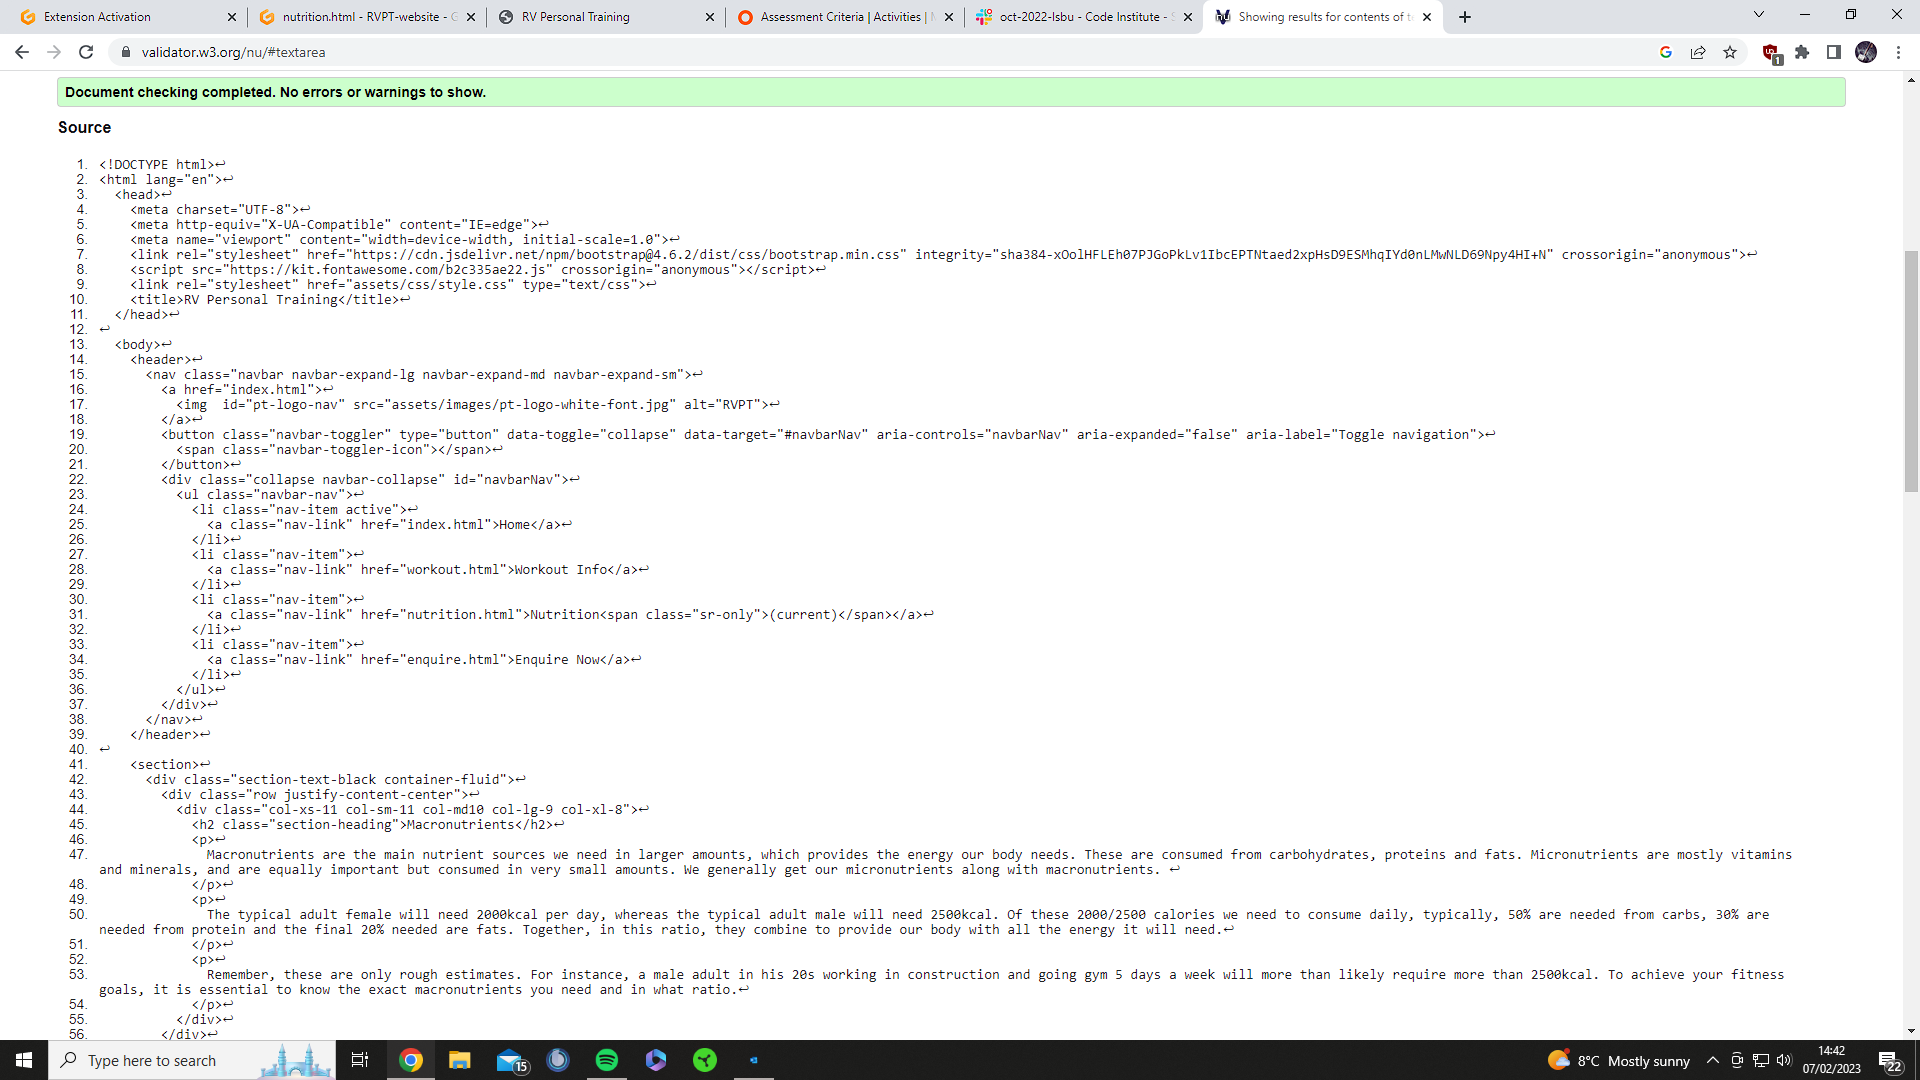 Extension Activation
nutrition.html - RVPT-website - G
RV Personal Training
Assessment Criteria | Activities | M
oct-2022-lsbu - Code Institute - S
Showing results for contents of t
validator.w3.org/nu/#textarea
1
Document checking completed. No errors or warnings to show.
Source
1. <!DOCTYPE html>↩
2. <html lang="en">↩
3. <head>↩
4. <meta charset="UTF-8">↩
5. <meta http-equiv="X-UA-Compatible" content="IE=edge">↩
6. <meta name="viewport" content="width=device-width, initial-scale=1.0">↩
7. <link rel="stylesheet" href="https://cdn.jsdelivr.net/npm/bootstrap@4.6.2/dist/css/bootstrap.min.css" integrity="sha384-xOolHFLEh07PJGoPkLv1IbcEPTNtaed2xpHsD9ESMhqIYd0nLMwNLD69Npy4HI+N" crossorigin="anonymous">↩
8. <script src="https://kit.fontawesome.com/b2c335ae22.js" crossorigin="anonymous"></script>↩
9. <link rel="stylesheet" href="assets/css/style.css" type="text/css">↩
10. <title>RV Personal Training</title>↩
11. </head>↩
12. ↩
13. <body>↩
14. <header>↩
15. <nav class="navbar navbar-expand-lg navbar-expand-md navbar-expand-sm">↩
16. <a href="index.html">↩
17. <img  id="pt-logo-nav" src="assets/images/pt-logo-white-font.jpg" alt="RVPT">↩
18. </a>↩
19. <button class="navbar-toggler" type="button" data-toggle="collapse" data-target="#navbarNav" aria-controls="navbarNav" aria-expanded="false" aria-label="Toggle navigation">↩
20. <span class="navbar-toggler-icon"></span>↩
21. </button>↩
22. <div class="collapse navbar-collapse" id="navbarNav">↩
23. <ul class="navbar-nav">↩
24. <li class="nav-item active">↩
25. <a class="nav-link" href="index.html">Home</a>↩
26. </li>↩
27. <li class="nav-item">↩
28. <a class="nav-link" href="workout.html">Workout Info</a>↩
29. </li>↩
30. <li class="nav-item">↩
31. <a class="nav-link" href="nutrition.html">Nutrition<span class="sr-only">(current)</span></a>↩
32. </li>↩
33. <li class="nav-item">↩
34. <a class="nav-link" href="enquire.html">Enquire Now</a>↩
35. </li>↩
36. </ul>↩
37. </div>↩
38. </nav>↩
39. </header>↩
40. ↩
41. <section>↩
42. <div class="section-text-black container-fluid">↩
43. <div class="row justify-content-center">↩
44. <div class="col-xs-11 col-sm-11 col-md10 col-lg-9 col-xl-8">↩
45. <h2 class="section-heading">Macronutrients</h2>↩
46. <p>↩
47. Macronutrients are the main nutrient sources we need in larger amounts, which provides the energy our body needs. These are consumed from carbohydrates, proteins and fats. Micronutrients are mostly vitamins
and minerals, and are equally important but consumed in very small amounts. We generally get our micronutrients along with macronutrients. ↩
48. </p>↩
49. <p>↩
50. The typical adult female will need 2000kcal per day, whereas the typical adult male will need 2500kcal. Of these 2000/2500 calories we need to consume daily, typically, 50% are needed from carbs, 30% are
needed from protein and the final 20% needed are fats. Together, in this ratio, they combine to provide our body with all the energy it will need.↩
51. </p>↩
52. <p>↩
53. Remember, these are only rough estimates. For instance, a male adult in his 20s working in construction and going gym 5 days a week will more than likely require more than 2500kcal. To achieve your fitness
goals, it is essential to know the exact macronutrients you need and in what ratio.↩
54. </p>↩
55. </div>↩
56. </div>↩
Type here to search
15
8°C Mostly sunny
14:42
07/02/2023
22